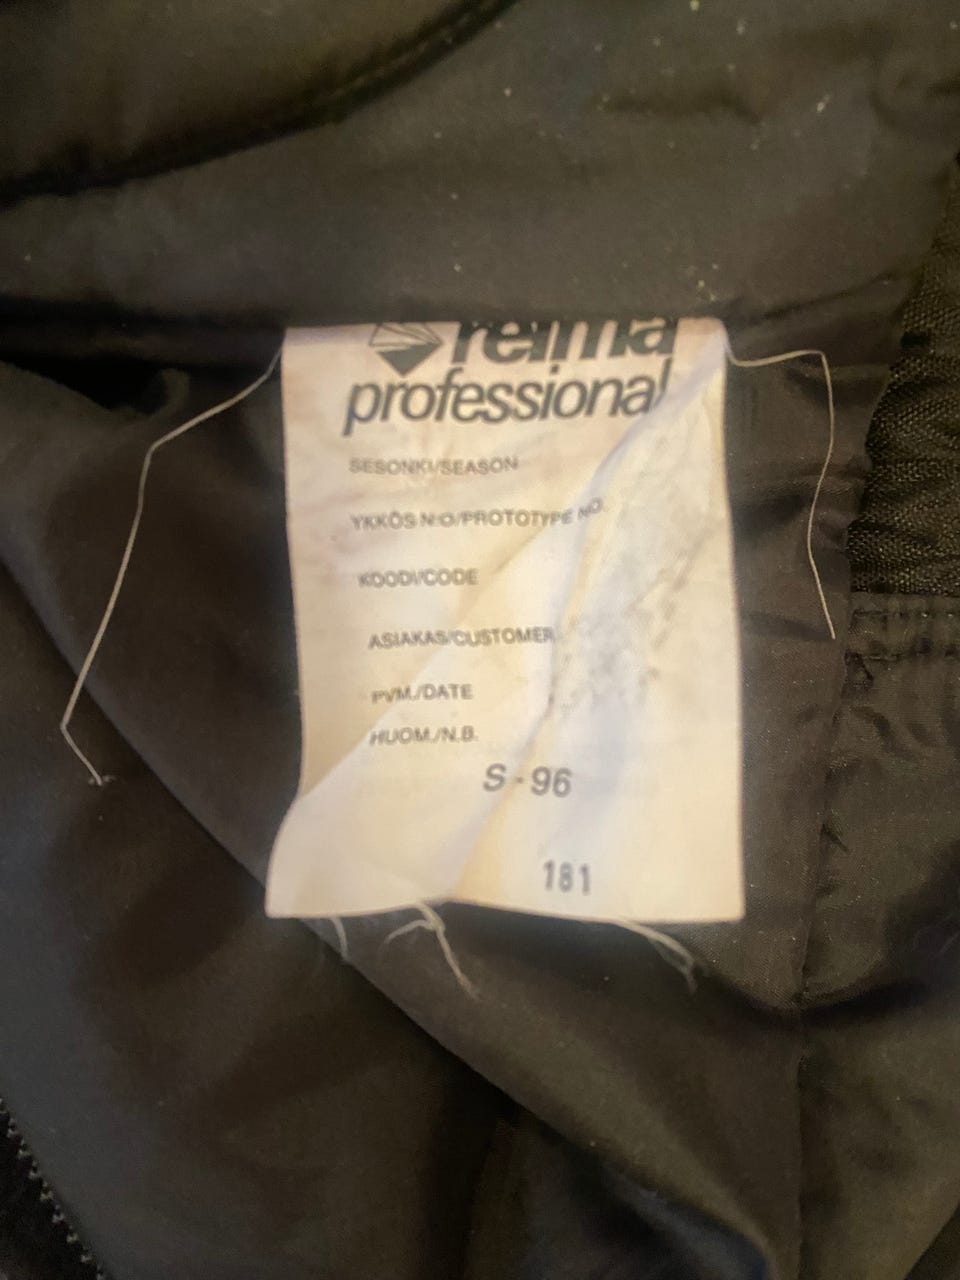 reima
professional
SESONKI/SEASON
YKKÖS N:O/PROTOTYPE NO.
KOODI/CODE
ASIAKAS/CUSTOMER
PVM./DATE
HUOM./N.B.
S - 96
181